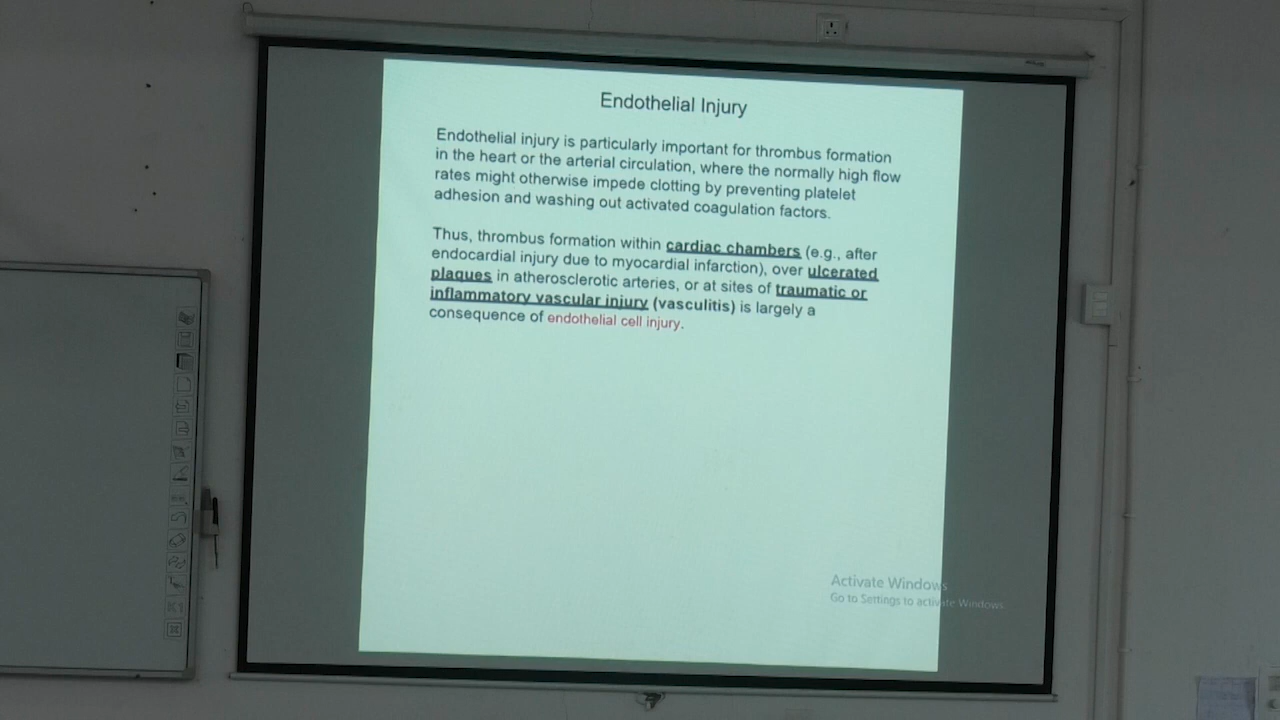 Endothelial Injury
Endothelial injury is particularly important for thrombus formation
in the heart or the arterial circulation, where the normally high flow
rates might otherwise impede clotting by preventing platelet
adhesion and washing out activated coagulation factors.
Thus, thrombus formation within cardiac chambers (e.g., after
endocardial injury due to myocardial infarction), over ulcerated
plaques in atherosclerotic arteries, or at sites of traumatic or
inflammatory vascular injury (vasculitis) is largely a
consequence of endothelial cell injury.
Activate Windows
Go to Settings to activate Windows.